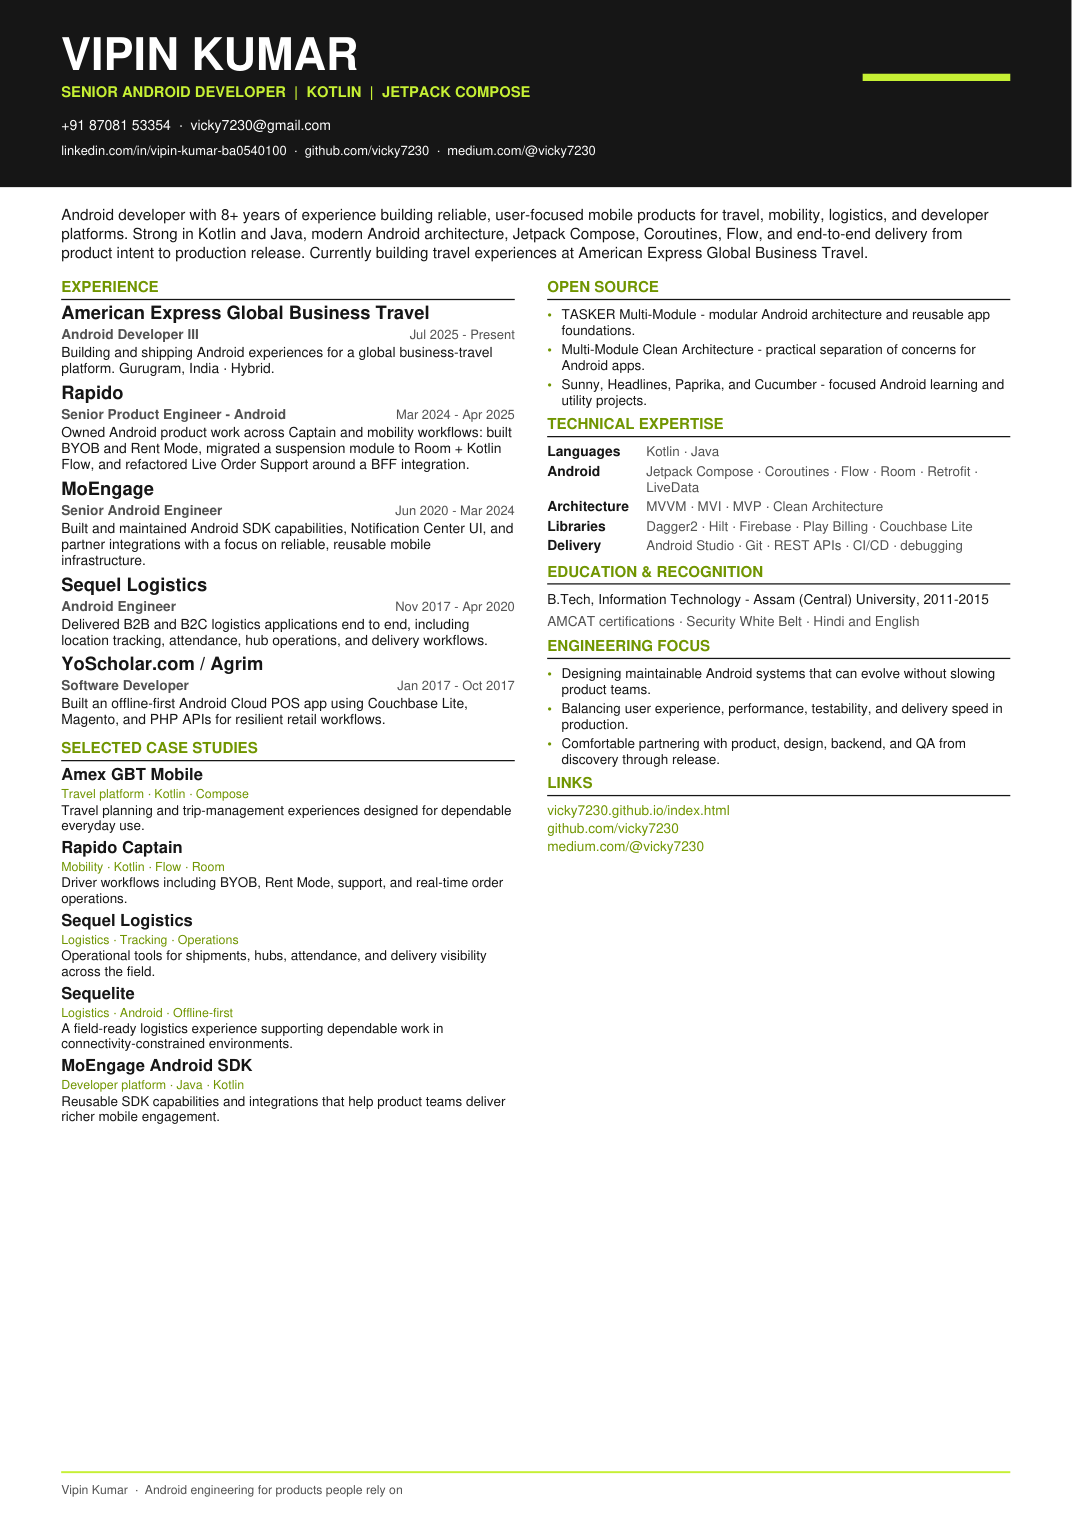 VIPIN KUMAR
SENIOR ANDROID DEVELOPER | KOTLIN | JETPACK COMPOSE
+91 87081 53354 · vicky7230@gmail.com
linkedin.com/in/vipin-kumar-ba0540100 · github.com/vicky7230 · medium.com/@vicky7230
Android developer with 8+ years of experience building reliable, user-focused mobile products for travel, mobility, logistics, and developer
platforms. Strong in Kotlin and Java, modern Android architecture, Jetpack Compose, Coroutines, Flow, and end-to-end delivery from
product intent to production release. Currently building travel experiences at American Express Global Business Travel.
EXPERIENCE
American Express Global Business Travel
Android Developer III Jul 2025 - Present
Building and shipping Android experiences for a global business-travel
platform. Gurugram, India · Hybrid.
Rapido
Senior Product Engineer - Android Mar 2024 - Apr 2025
Owned Android product work across Captain and mobility workflows: built
BYOB and Rent Mode, migrated a suspension module to Room + Kotlin
Flow, and refactored Live Order Support around a BFF integration.
MoEngage
Senior Android Engineer Jun 2020 - Mar 2024
Built and maintained Android SDK capabilities, Notification Center UI, and
partner integrations with a focus on reliable, reusable mobile
infrastructure.
Sequel Logistics
Android Engineer Nov 2017 - Apr 2020
Delivered B2B and B2C logistics applications end to end, including
location tracking, attendance, hub operations, and delivery workflows.
YoScholar.com / Agrim
Software Developer Jan 2017 - Oct 2017
Built an offline-first Android Cloud POS app using Couchbase Lite,
Magento, and PHP APIs for resilient retail workflows.
SELECTED CASE STUDIES
Amex GBT Mobile
Travel platform · Kotlin · Compose
Travel planning and trip-management experiences designed for dependable
everyday use.
Rapido Captain
Mobility · Kotlin · Flow · Room
Driver workflows including BYOB, Rent Mode, support, and real-time order
operations.
Sequel Logistics
Logistics · Tracking · Operations
Operational tools for shipments, hubs, attendance, and delivery visibility
across the field.
Sequelite
Logistics · Android · Offline-first
A field-ready logistics experience supporting dependable work in
connectivity-constrained environments.
MoEngage Android SDK
Developer platform · Java · Kotlin
Reusable SDK capabilities and integrations that help product teams deliver
richer mobile engagement.
OPEN SOURCE
• TASKER Multi-Module - modular Android architecture and reusable app
foundations.
• Multi-Module Clean Architecture - practical separation of concerns for
Android apps.
• Sunny, Headlines, Paprika, and Cucumber - focused Android learning and
utility projects.
TECHNICAL EXPERTISE
Languages Kotlin · Java
Android Jetpack Compose · Coroutines · Flow · Room · Retrofit ·
LiveData
Architecture MVVM · MVI · MVP · Clean Architecture
Libraries Dagger2 · Hilt · Firebase · Play Billing · Couchbase Lite
Delivery Android Studio · Git · REST APIs · CI/CD · debugging
EDUCATION & RECOGNITION
B.Tech, Information Technology - Assam (Central) University, 2011-2015
AMCAT certifications · Security White Belt · Hindi and English
ENGINEERING FOCUS
• Designing maintainable Android systems that can evolve without slowing
product teams.
• Balancing user experience, performance, testability, and delivery speed in
production.
• Comfortable partnering with product, design, backend, and QA from
discovery through release.
LINKS
vicky7230.github.io/index.html
github.com/vicky7230
medium.com/@vicky7230
Vipin Kumar · Android engineering for products people rely on